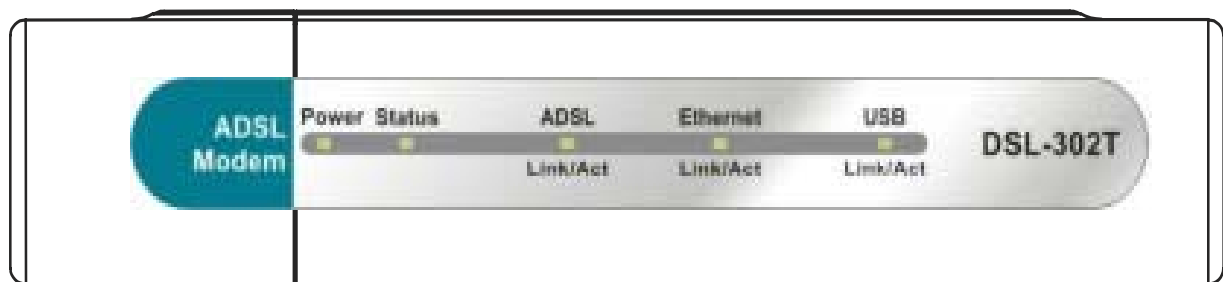 ADSL
Modem
Power Status ADSL Ethernet USB
Link/Act Link/Act Link/Act
DSL-302T